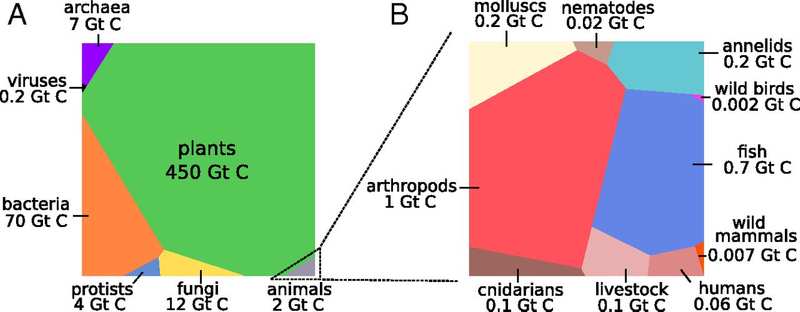 A
archaea
7 Gt C
viruses
0.2 Gt C
plants
450 Gt C
bacteria
70 Gt C
protists
4 Gt C
fungi
12 Gt C
animals
2 Gt C
B
molluscs
0.2 Gt C
nematodes
0.02 Gt C
annelids
0.2 Gt C
wild birds
0.002 Gt C
fish
0.7 Gt C
arthropods
1 Gt C
wild
mammals
0.007 Gt C
cnidarians
0.1 Gt C
livestock
0.1 Gt C
humans
0.06 Gt C